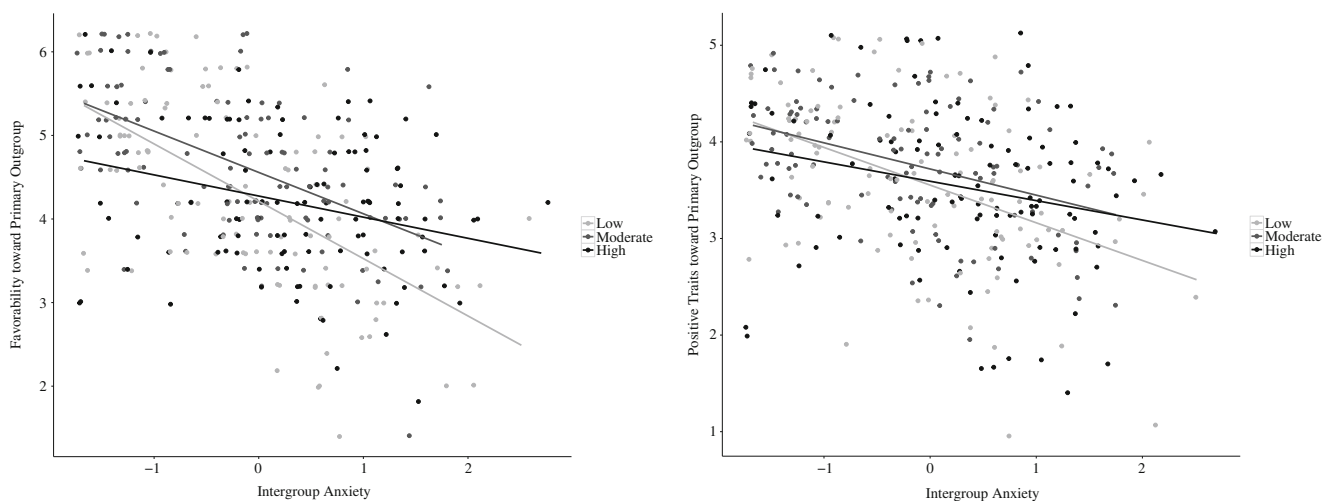 Favorability toward Primary Outgroup
6
5
4
3
2
−1
0
1
2
Intergroup Anxiety
Low
Moderate
High
Positive Traits toward Primary Outgroup
5
4
3
2
1
−1
0
1
2
Intergroup Anxiety
Low
Moderate
High